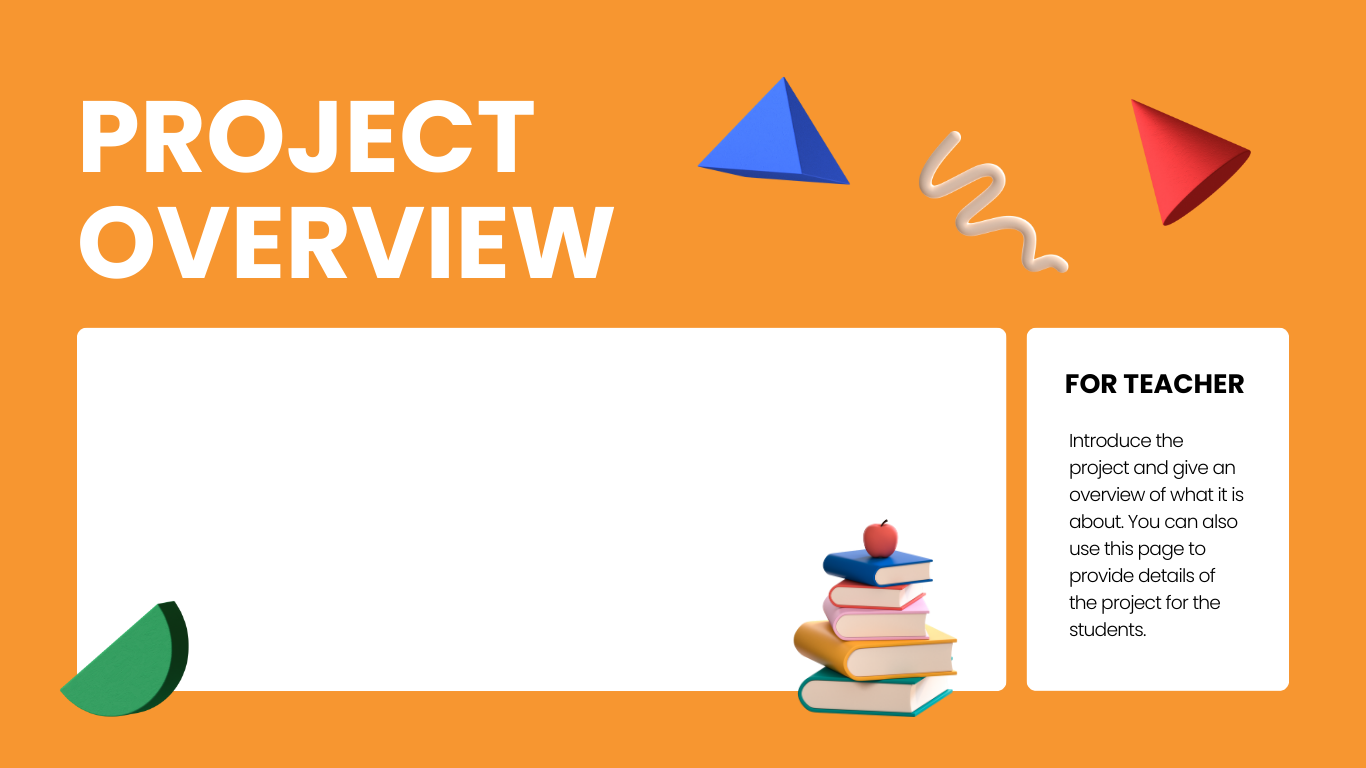 PROJECT
OVERVIEW
FOR TEACHER
Introduce the
project and give an
overview of what it is
about. You can also
use this page to
provide details of
the project for the
students.